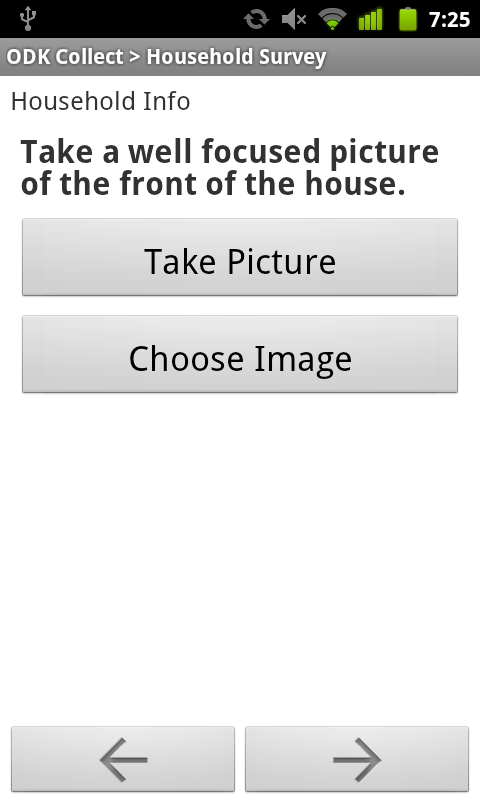 7:25
ODK Collect > Household Survey
Household Info
Take a well focused picture
of the front of the house.
Take Picture
Choose Image